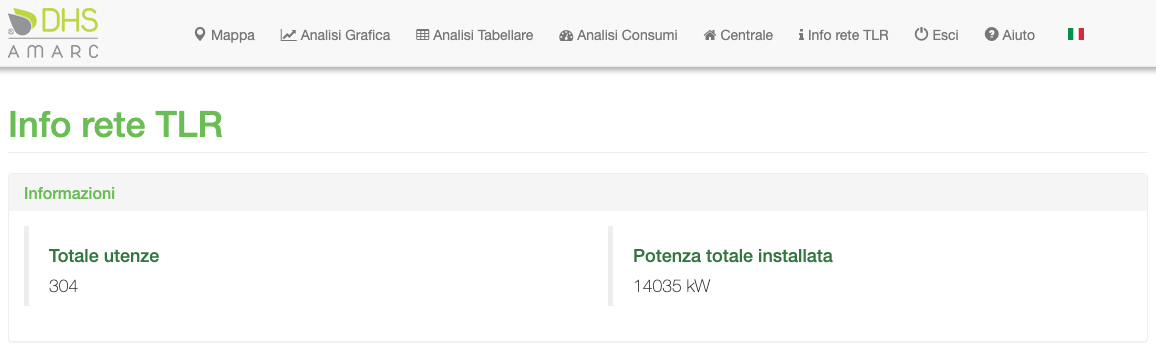 DHS
®
AMARC
Mappa Analisi Grafica Analisi Tabellare Analisi Consumi Centrale Info rete TLR Esci Aiuto
Info rete TLR
Informazioni
Totale utenze Potenza totale installata
304 14035 kW